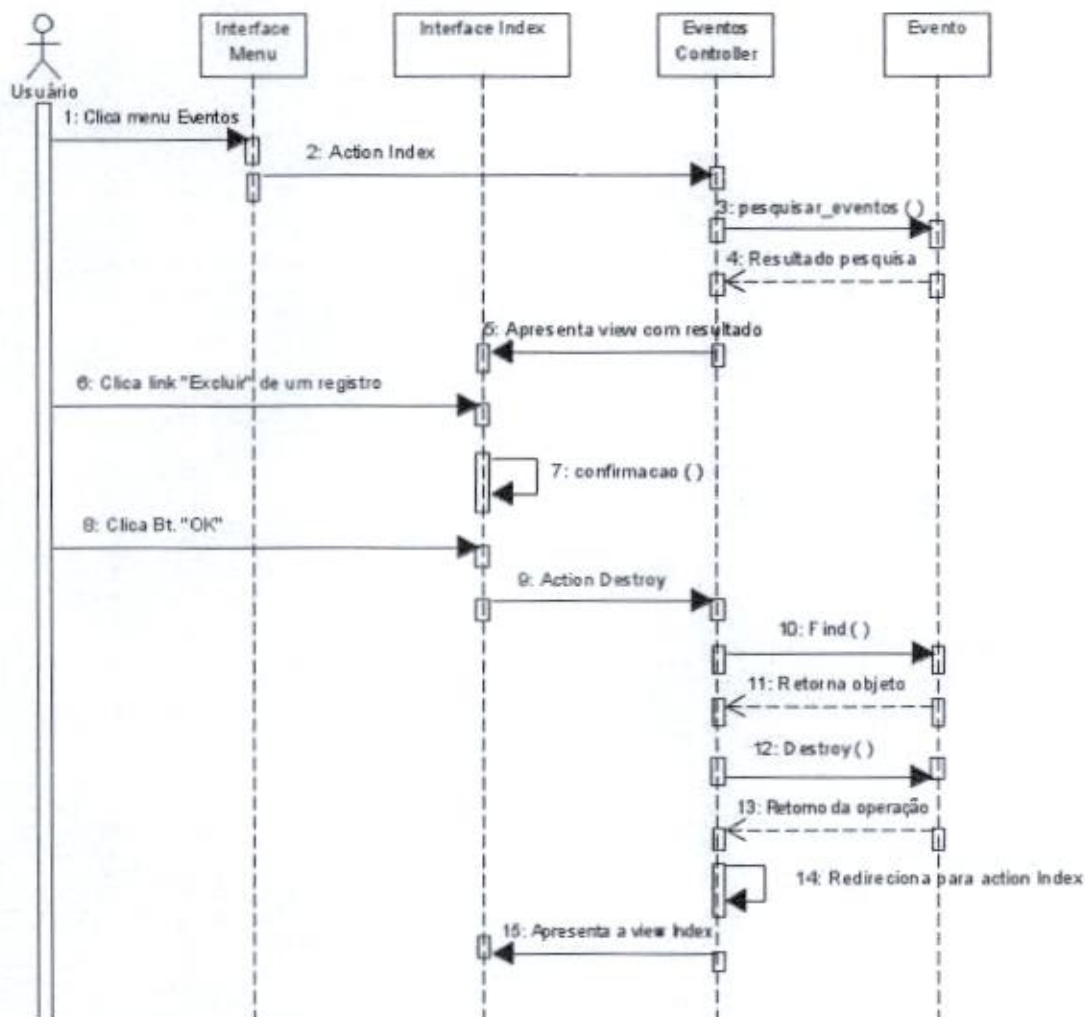 Interface
Menu
Interface Index
Eventos
Controller
Evento
Usuário
1: Clica menu Eventos
2: Action Index
3: pesquisar_eventos ( )
4: Resultado pesquisa
5: Apresenta view com resultado
6: Clica link "Excluir" de um registro
7: confirmacao ( )
8: Clica Bt. "OK"
9: Action Destroy
10: Find ( )
11: Retorna objeto
12: Destroy ( )
13: Retorno da operação
14: Redireciona para action Index
15: Apresenta a view Index